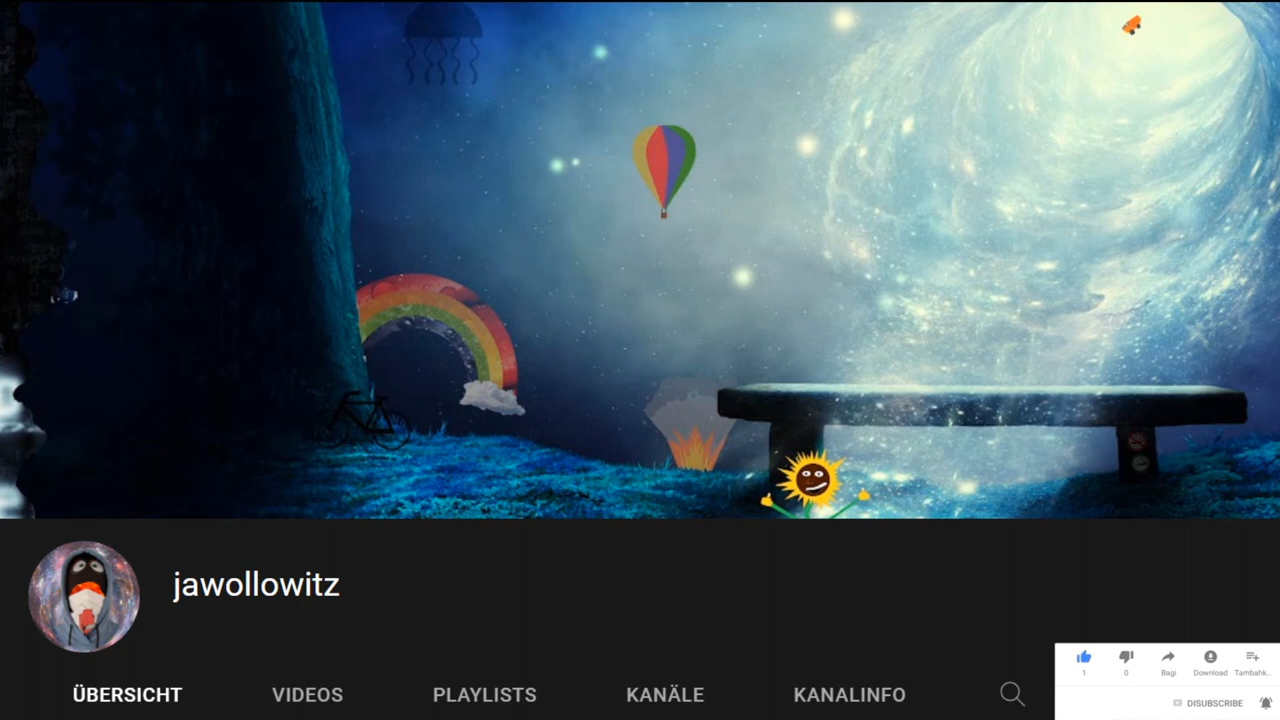 jawollowitz
ÜBERSICHT VIDEOS PLAYLISTS KANÄLE KANALINFO
1 0 Bagi Download Tambahk...
DISUBSCRIBE